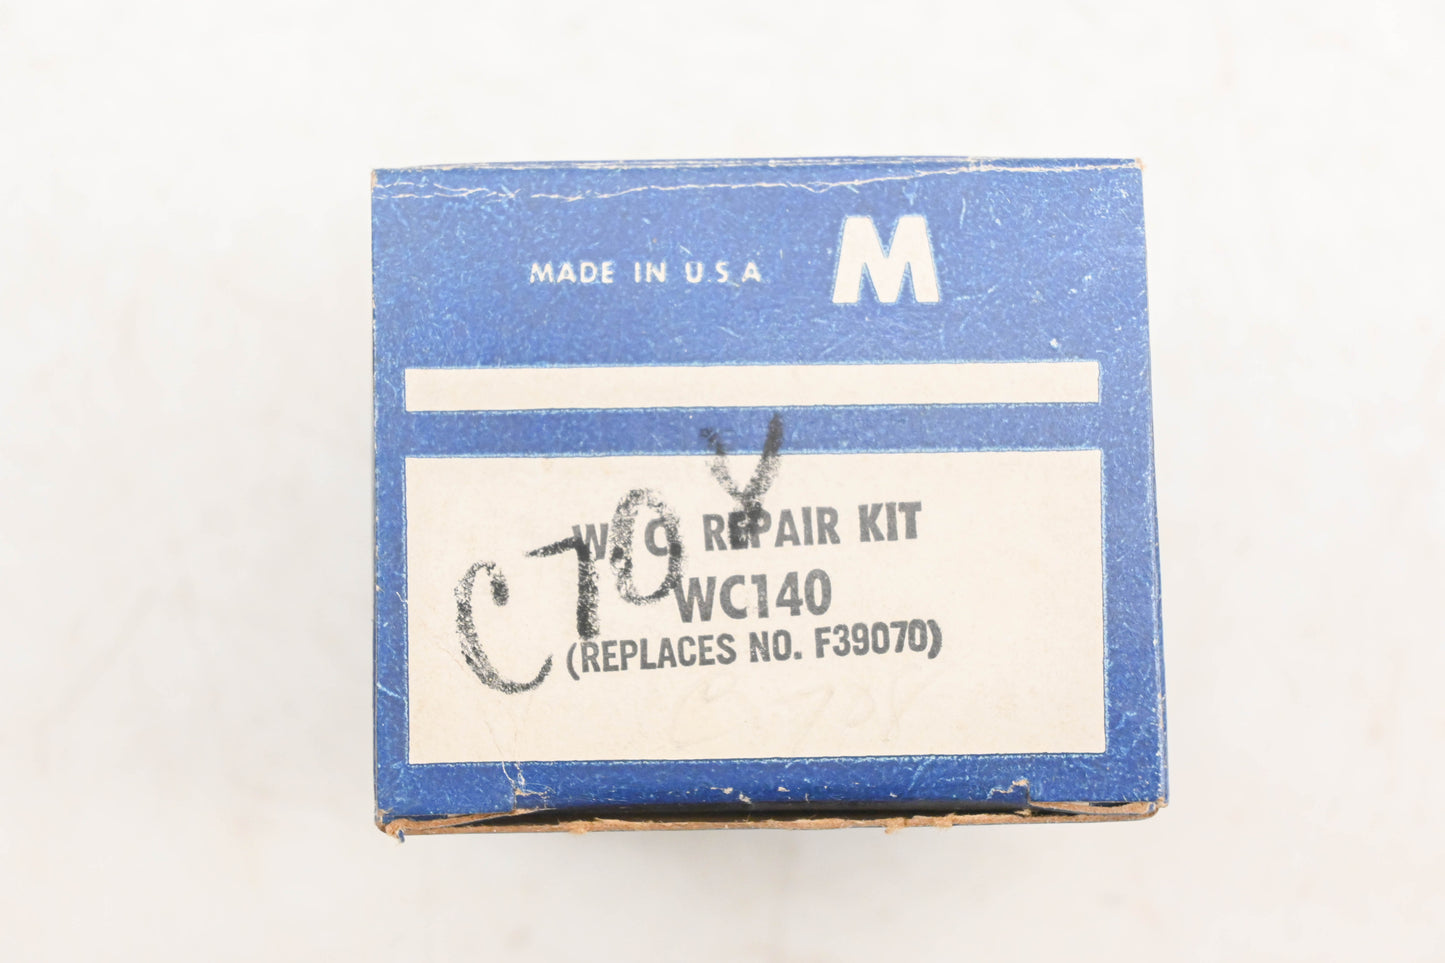 MADE IN U.S.A
M
W. C. REPAIR KIT
WC140
(REPLACES NO. F39070)
C70Y